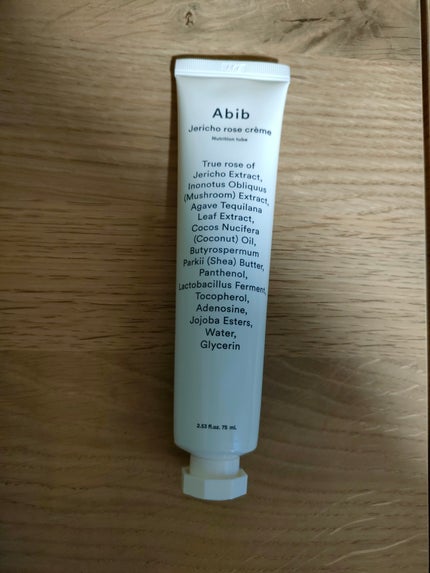 Abib
Jericho rose crème
Nutrition tube
True rose of
Jericho Extract,
Inonotus Obliquus
(Mushroom) Extract,
Agave Tequilana
Leaf Extract,
Cocos Nucifera
(Coconut) Oil,
Butyrospermum
Parkii (Shea) Butter,
Panthenol,
Lactobacillus Ferment,
Tocopherol,
Adenosine,
Jojoba Esters,
Water,
Glycerin
2.53 fl.oz. 75 mL